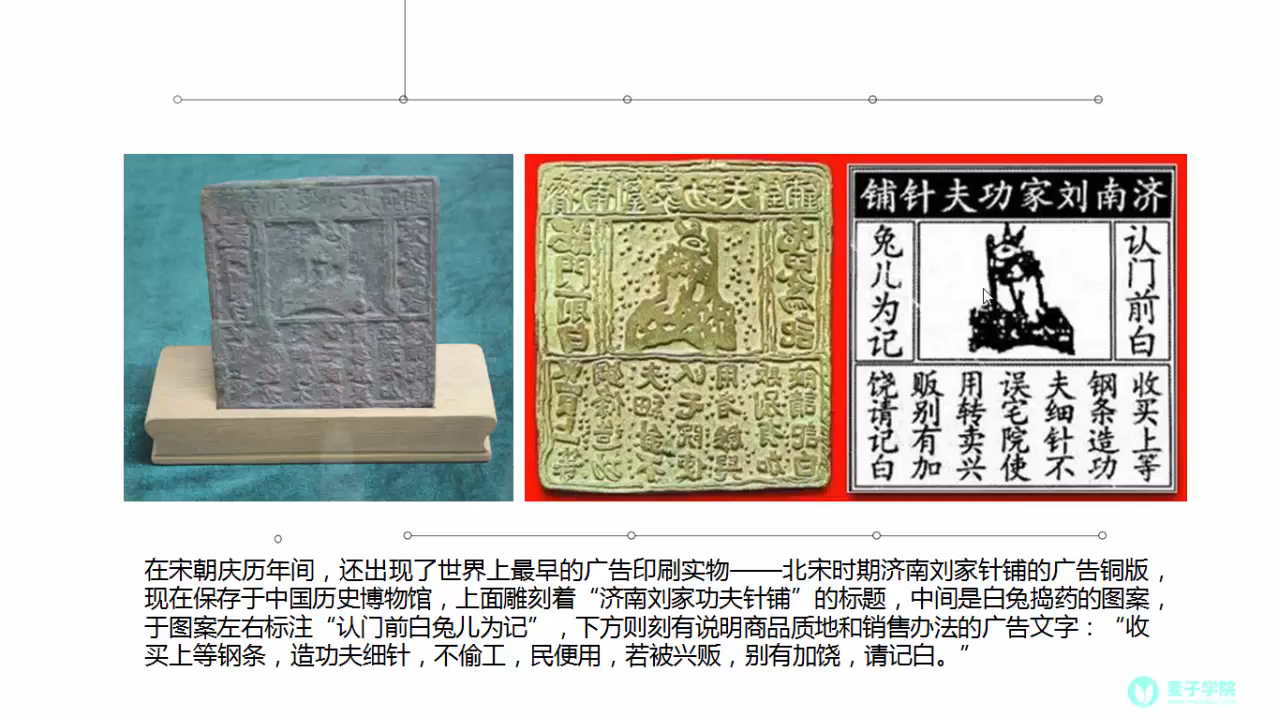 济南刘家功夫针铺
认门前白
兔儿为记
收买上等
钢条造功
夫细针不
误宅院使
用转卖兴
贩别有加
饶请记白
在宋朝庆历年间，还出现了世界上最早的广告印刷实物——北宋时期济南刘家针铺的广告铜版，
现在保存于中国历史博物馆，上面雕刻着“济南刘家功夫针铺”的标题，中间是白兔捣药的图案，
于图案左右标注“认门前白兔儿为记”，下方则刻有说明商品质地和销售办法的广告文字：“收
买上等钢条，造功夫细针，不偷工，民便用，若被兴贩，别有加饶，请记白。”
麦子学院